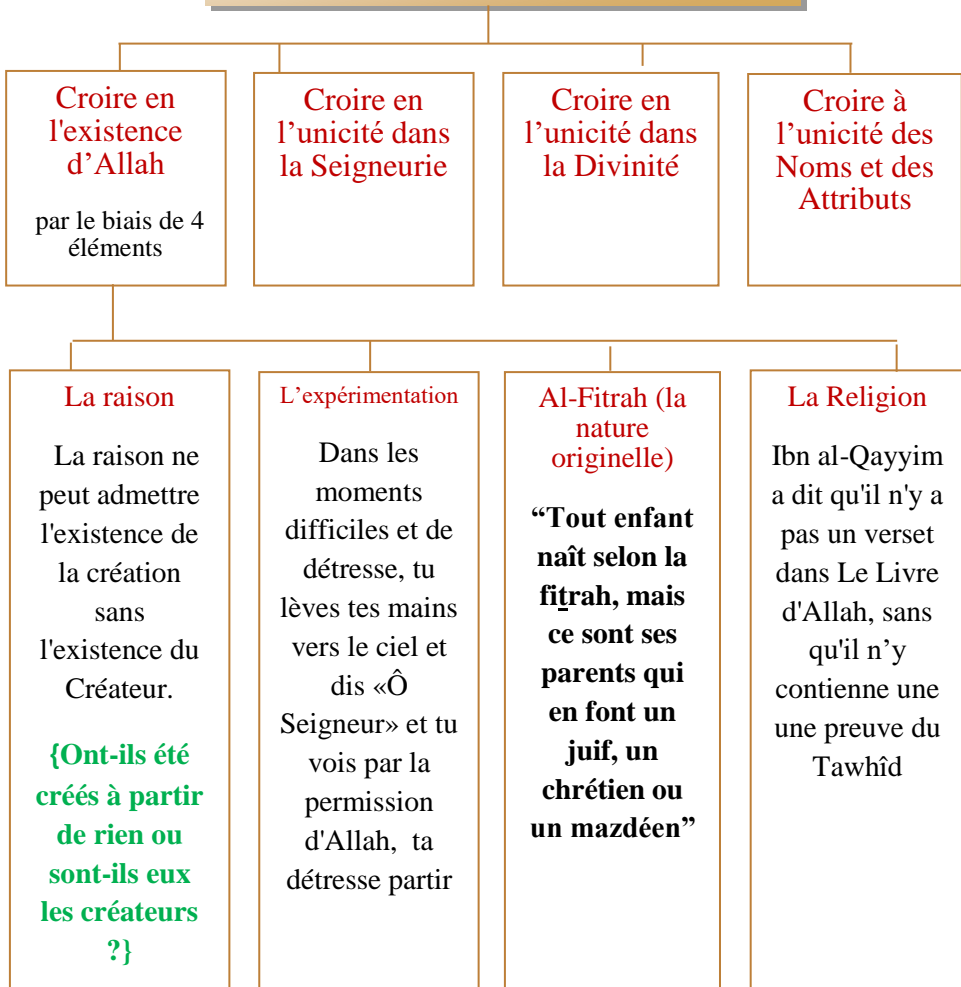 Croire en
l'existence
d’Allah
par le biais de 4
éléments
Croire en
l’unicité dans
la Seigneurie
Croire en
l’unicité dans
la Divinité
Croire à
l’unicité des
Noms et des
Attributs
La raison
La raison ne
peut admettre
l'existence de
la création
sans
l'existence du
Créateur.
{Ont-ils été
créés à partir
de rien ou
sont-ils eux
les créateurs
?}
L’expérimentation
Dans les
moments
difficiles et de
détresse, tu
lèves tes mains
vers le ciel et
dis «Ô
Seigneur» et tu
vois par la
permission
d'Allah, ta
détresse partir
Al-Fitrah (la
nature
originelle)
“Tout enfant
naît selon la
fitrah, mais
ce sont ses
parents qui
en font un
juif, un
chrétien ou
un mazdéen”
La Religion
Ibn al-Qayyim
a dit qu'il n'y a
pas un verset
dans Le Livre
d'Allah, sans
qu'il n’y
contienne une
une preuve du
Tawhîd